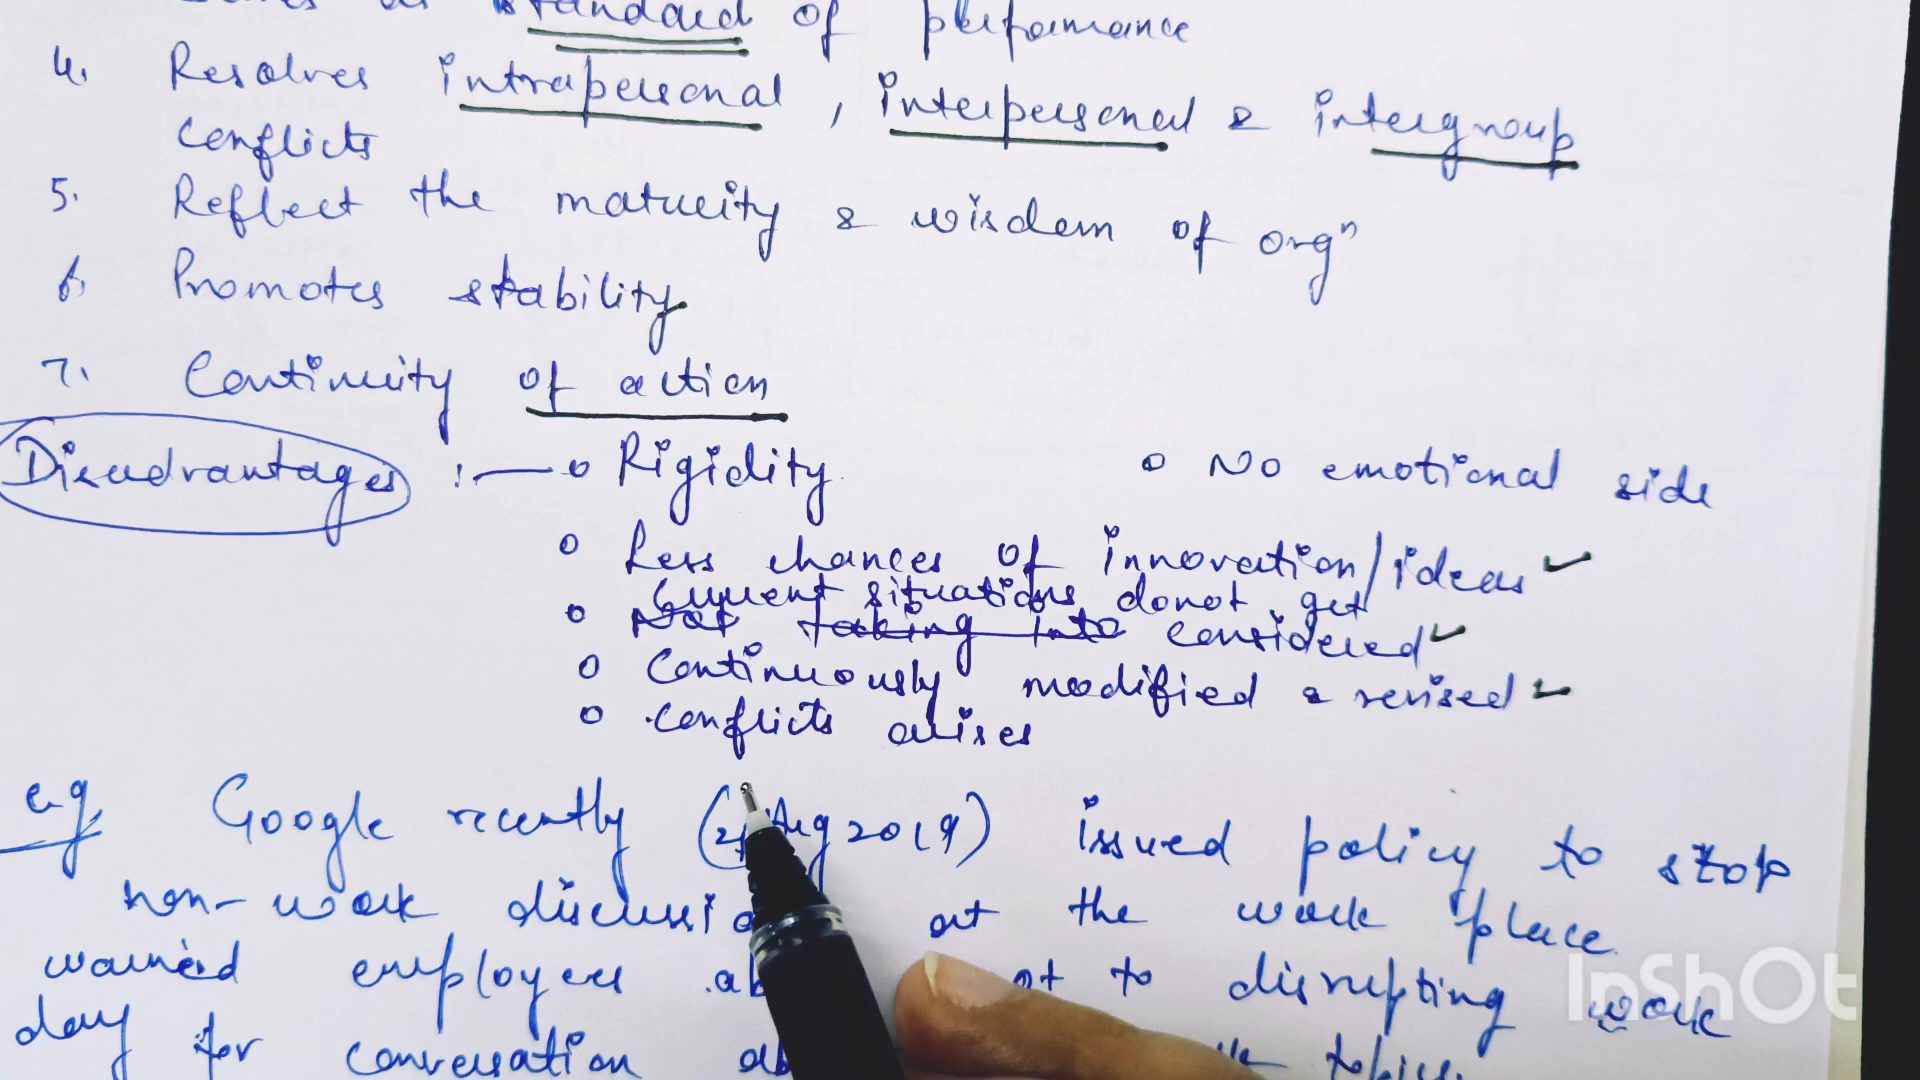 standard of performance
4. Resolves intrapersonal, interpersonal & intergroup
conflicts
5. Reflect the maturity & wisdom of orgn
6. Promotes stability
7. Continuity of action
Disadvantages :— o Rigidity o No emotional side
o Less chances of innovation/ideas ✓
Current situations donot get
o Not taking into considered ✓
o Continuously modified & revised ✓
o conflicts arises
e.g. Google recently ( Aug 2019) issued policy to stop
non-work at the work place
warned employees to disrupting work
day for conversation
InShOt